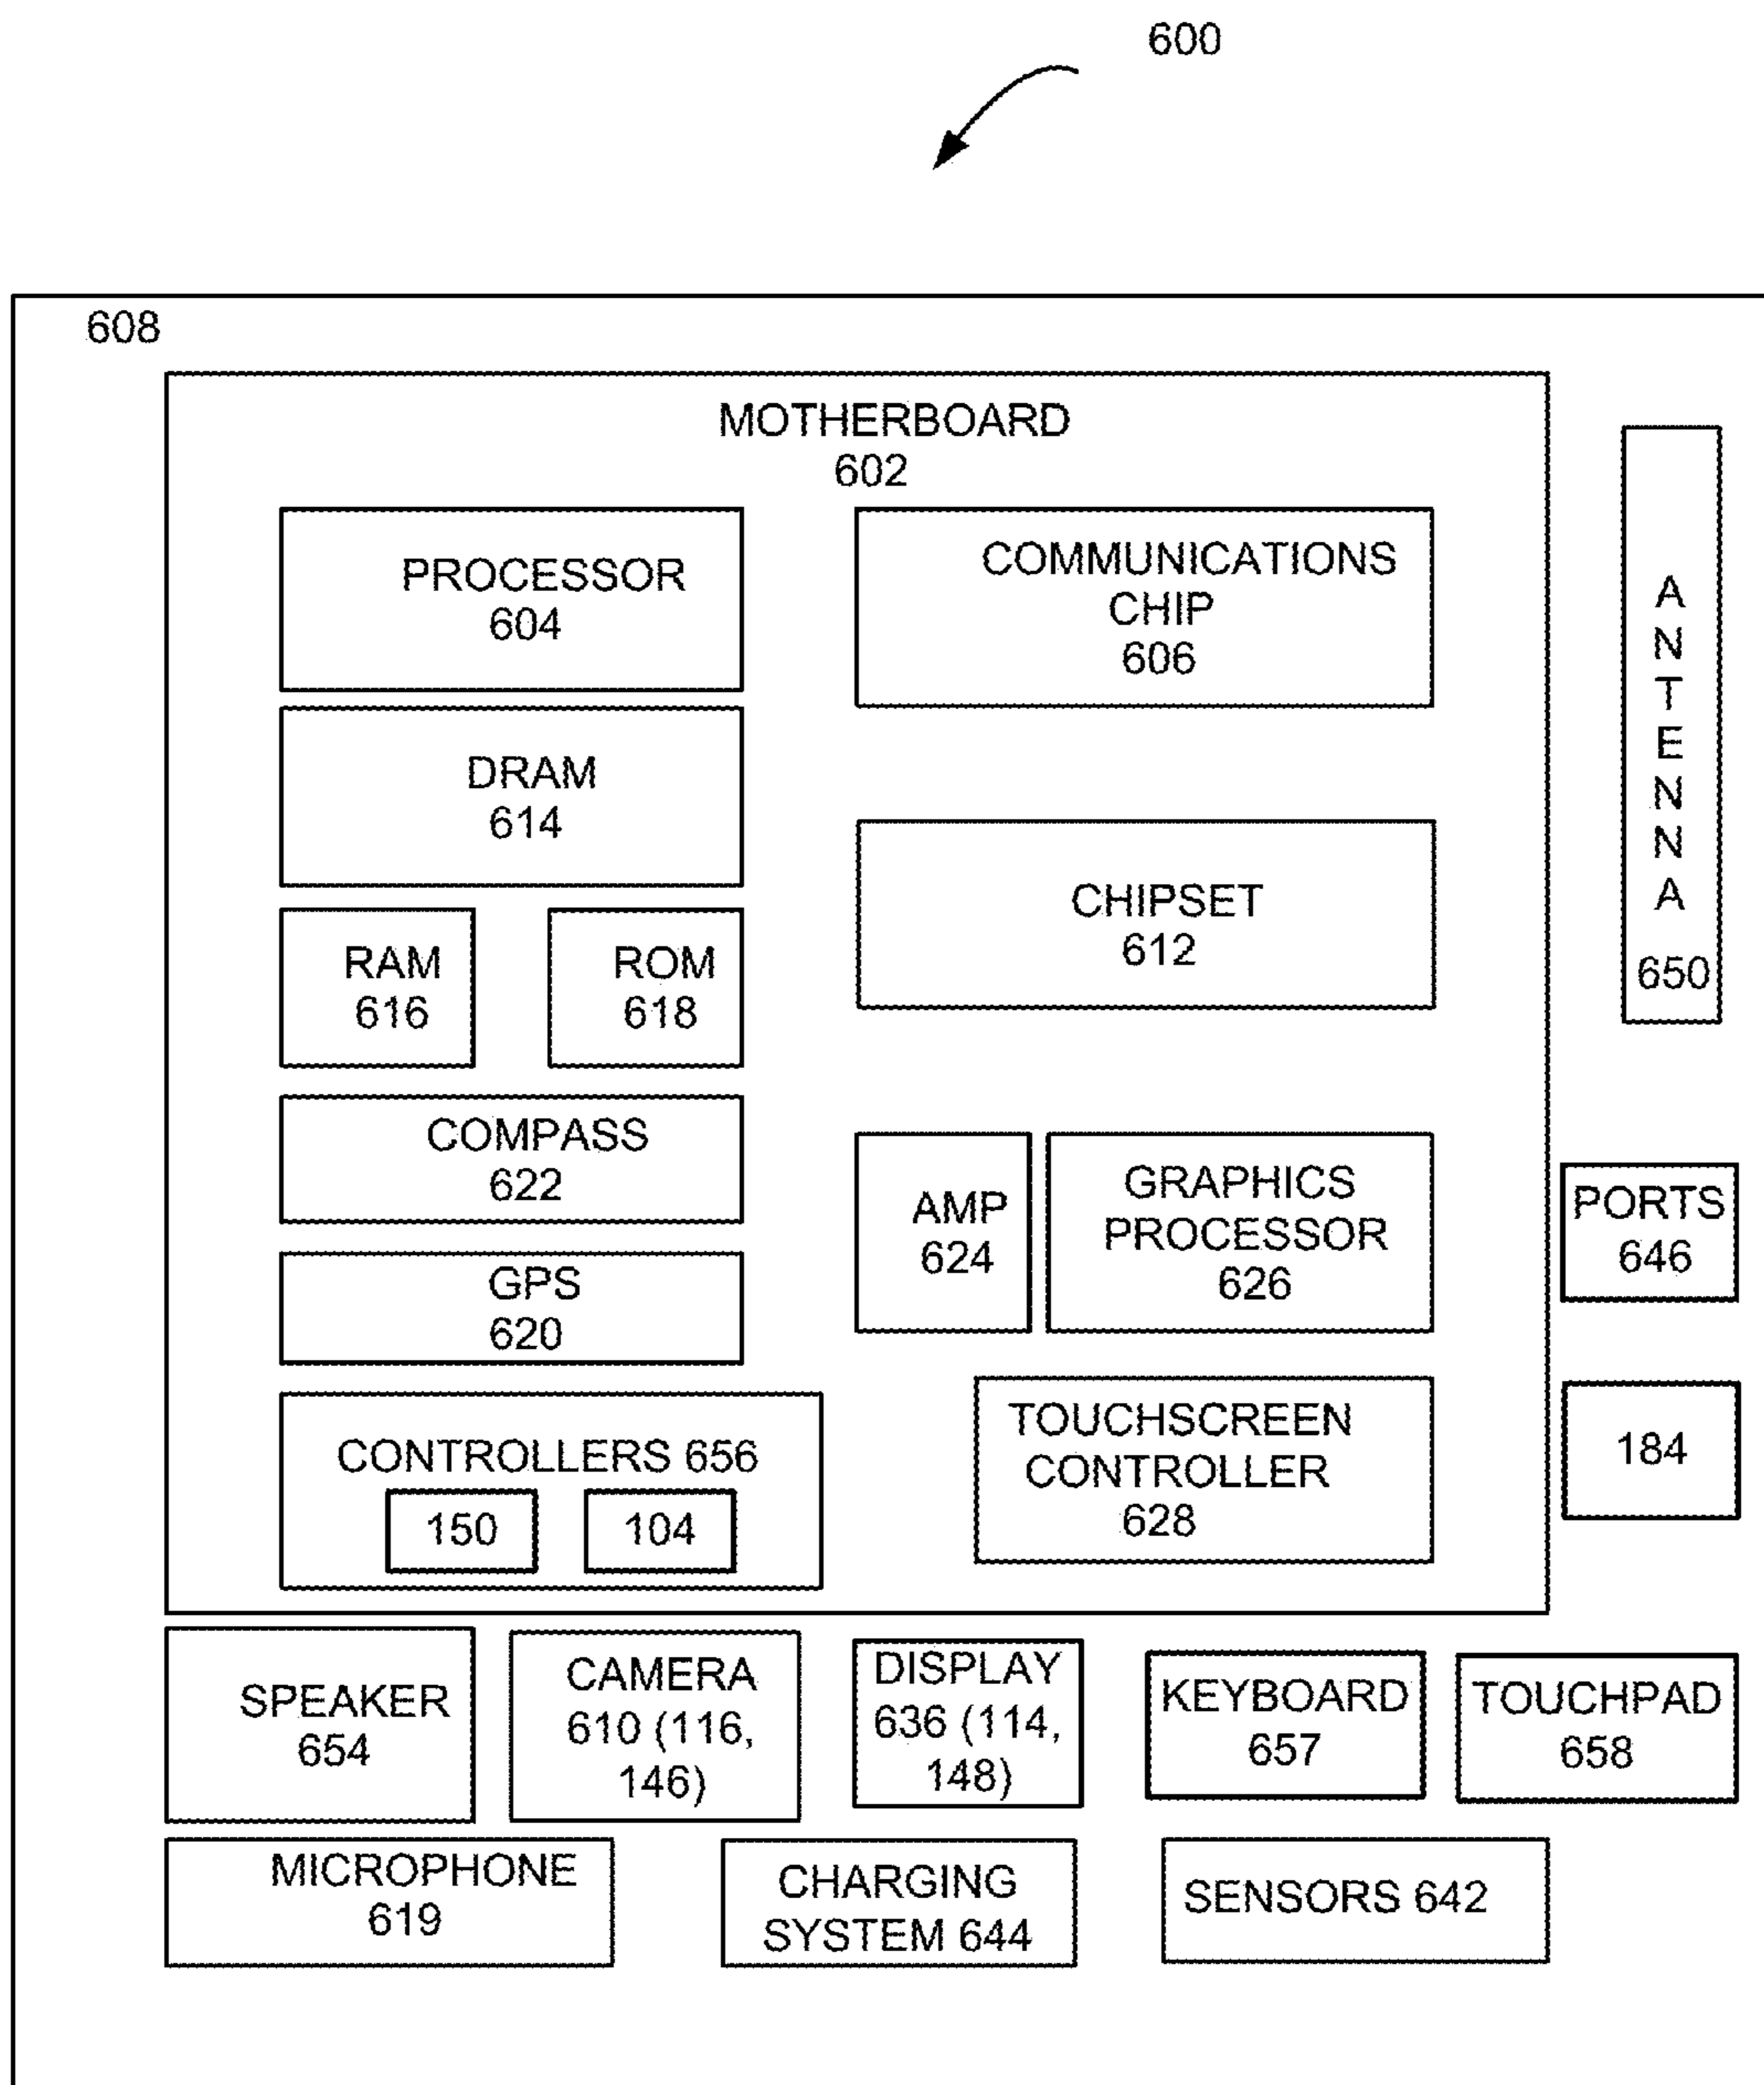 600
608
MOTHERBOARD
602
PROCESSOR
604
COMMUNICATIONS
CHIP
606
DRAM
614
CHIPSET
612
RAM
616
ROM
618
COMPASS
622
GPS
620
AMP
624
GRAPHICS
PROCESSOR
626
CONTROLLERS 656
150
104
TOUCHSCREEN
CONTROLLER
628
ANTENNA
650
PORTS
646
184
SPEAKER
654
CAMERA
610 (116,
146)
DISPLAY
636 (114,
148)
KEYBOARD
657
TOUCHPAD
658
MICROPHONE
619
CHARGING
SYSTEM 644
SENSORS 642